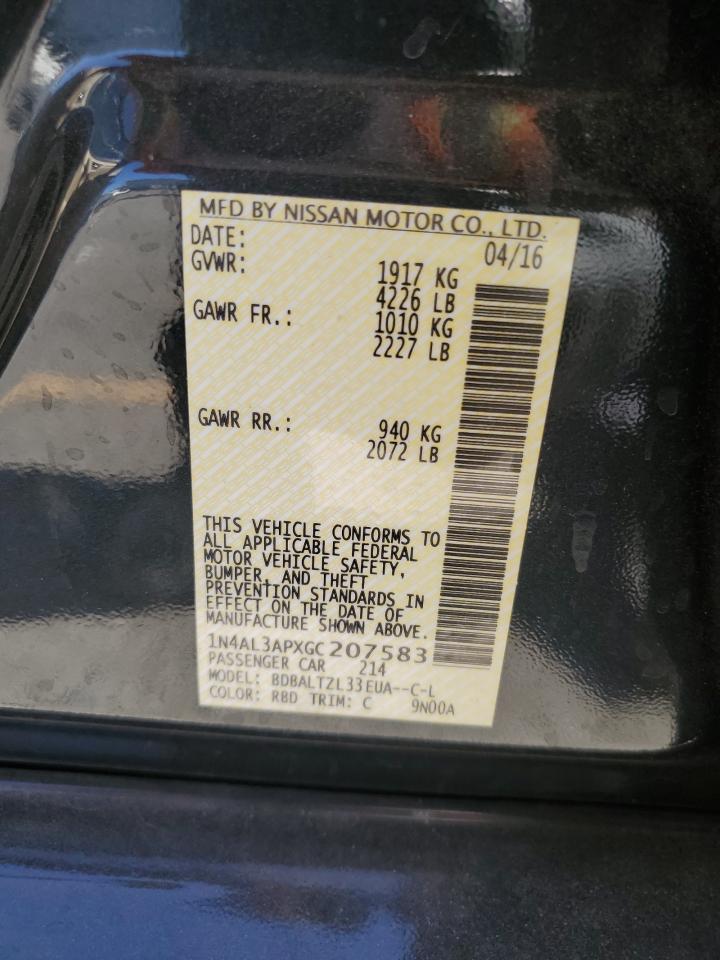 MFD BY NISSAN MOTOR CO., LTD.
DATE: 04/16
GVWR: 1917 KG
4226 LB
GAWR FR.: 1010 KG
2227 LB
GAWR RR.: 940 KG
2072 LB
THIS VEHICLE CONFORMS TO
ALL APPLICABLE FEDERAL
MOTOR VEHICLE SAFETY,
BUMPER, AND THEFT
PREVENTION STANDARDS IN
EFFECT ON THE DATE OF
MANUFACTURE SHOWN ABOVE.
1N4AL3APXGC207583
PASSENGER CAR 214
MODEL: BDBALTZL33EUA--C-L
COLOR: RBD TRIM: C 9N00A